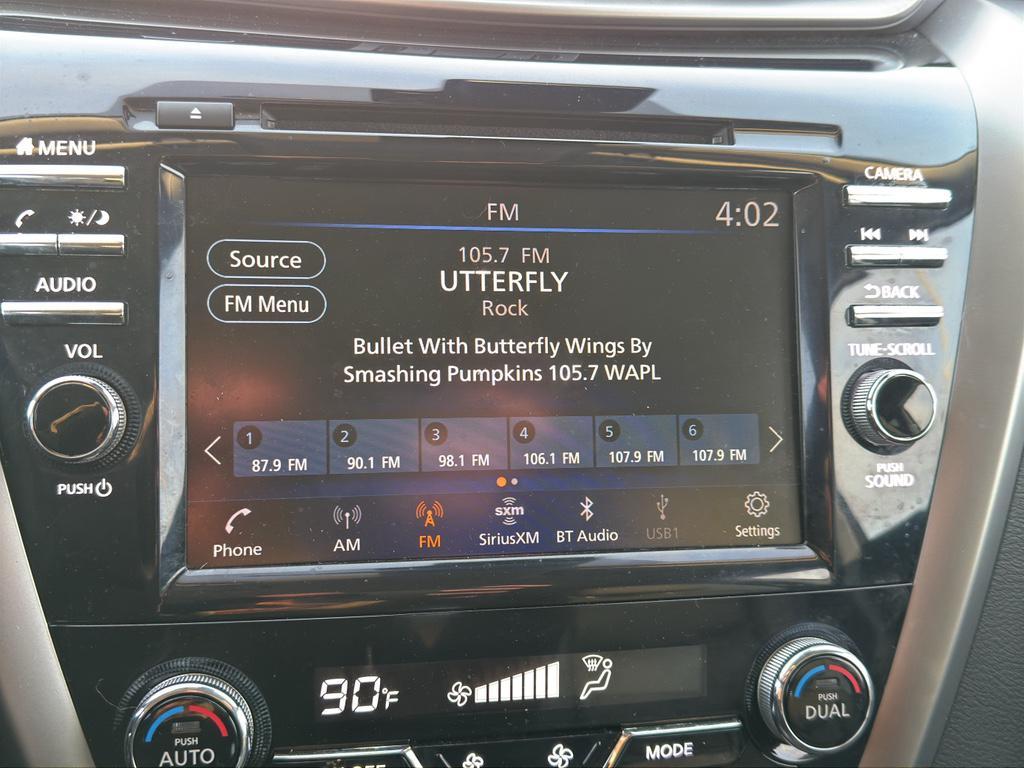 MENU
CAMERA
FM
4:02
Source
105.7 FM
UTTERFLY
FM Menu
Rock
AUDIO
BACK
Bullet With Butterfly Wings By
Smashing Pumpkins 105.7 WAPL
VOL
TUNE·SCROLL
1
87.9 FM
2
90.1 FM
3
98.1 FM
4
106.1 FM
5
107.9 FM
6
107.9 FM
PUSH
PUSH
SOUND
Phone
AM
FM
sxm
SiriusXM
BT Audio
USB1
Settings
90°F
PUSH
AUTO
PUSH
DUAL
OFF
MODE